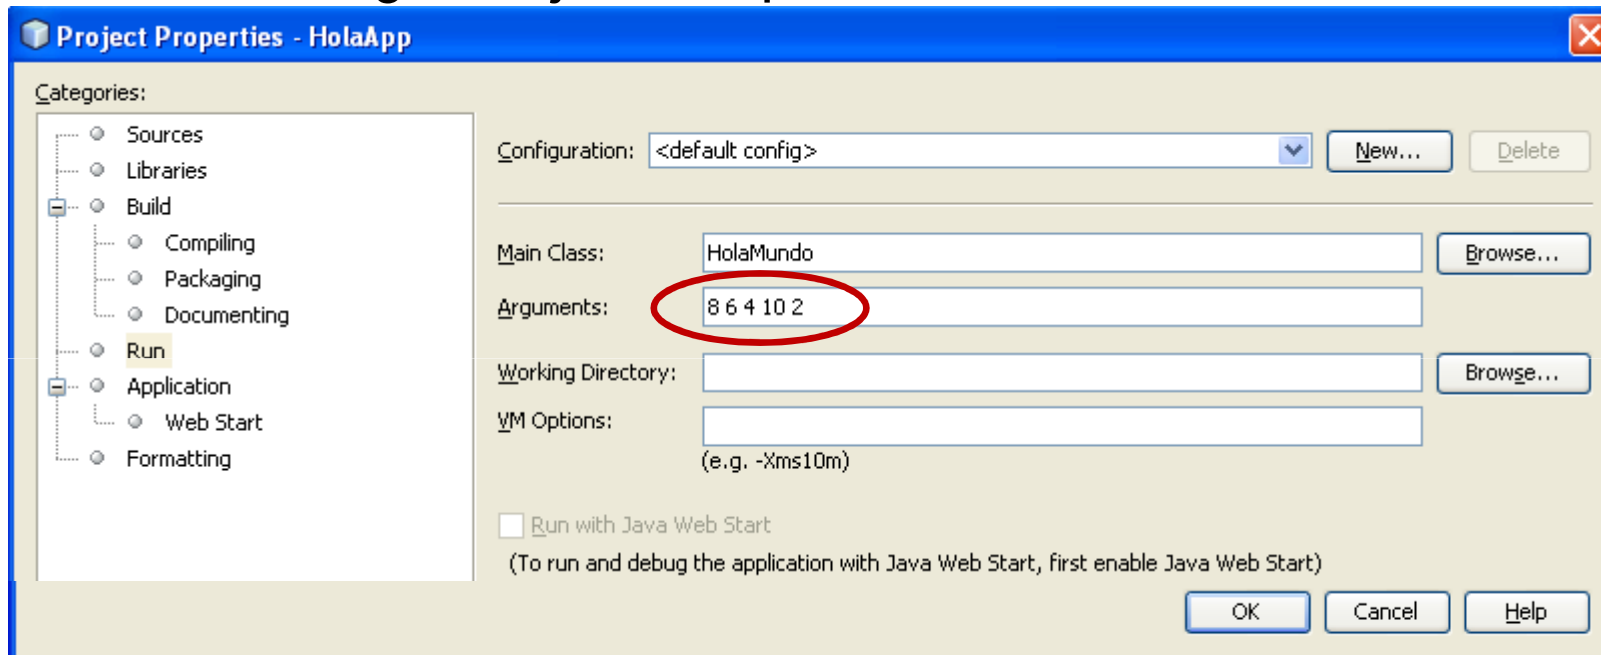 Project Properties - HolaApp
Categories:
Sources
Libraries
Build
Compiling
Packaging
Documenting
Run
Application
Web Start
Formatting
Configuration: <default config> New... Delete
Main Class: HolaMundo Browse...
Arguments: 8 6 4 10 2
Working Directory: Browse...
VM Options:
(e.g. -Xms10m)
Run with Java Web Start
(To run and debug the application with Java Web Start, first enable Java Web Start)
OK Cancel Help